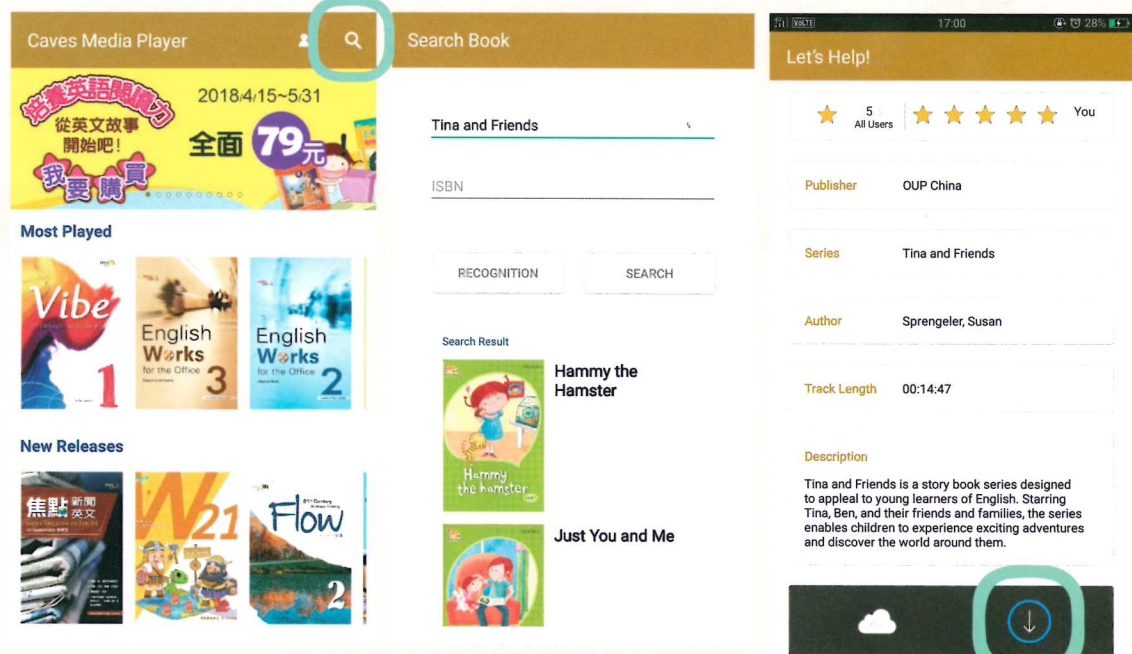 Caves Media Player
培養英語閱讀力
從英文故事
開始吧!
我要購買
2018/4/15~5/31
全面79元!
Most Played
Vibe
1
English
Works
for the Office
3
English
Works
for the Office
2
New Releases
焦點新聞
英文
W21
Flow
2
Search Book
Tina and Friends
ISBN
RECOGNITION
SEARCH
Search Result
Hammy
the hamster
Hammy the
Hamster
Just You and Me
VoLTE
17:00
28%
Let's Help!
5
All Users
You
Publisher
OUP China
Series
Tina and Friends
Author
Sprengeler, Susan
Track Length
00:14:47
Description
Tina and Friends is a story book series designed
to appleal to young learners of English. Starring
Tina, Ben, and their friends and families, the series
enables children to experience exciting adventures
and discover the world around them.